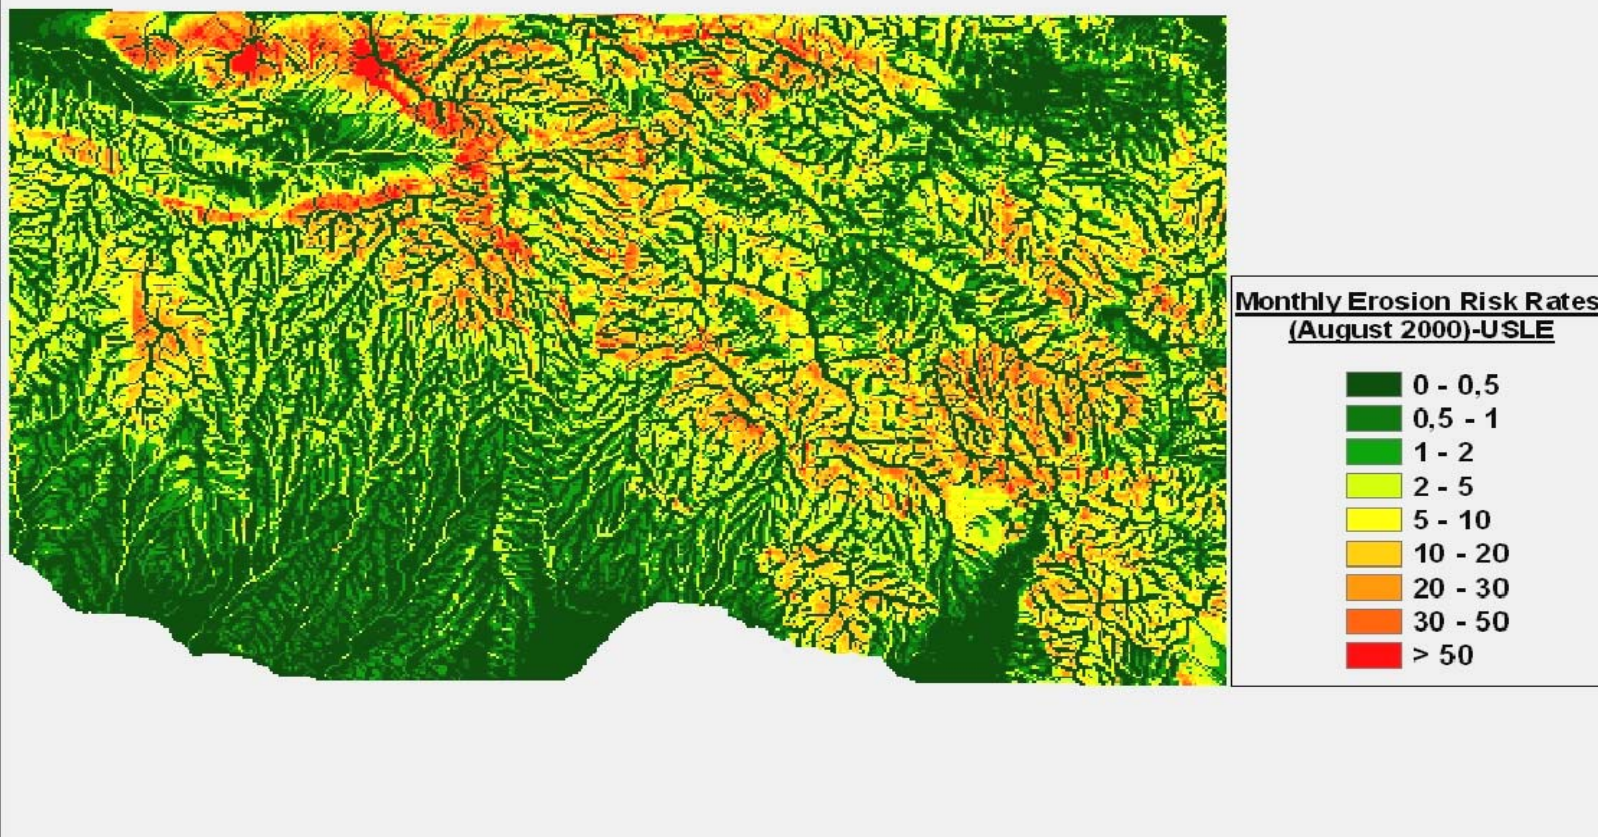 Monthly Erosion Risk Rates
(August 2000)-USLE
0 - 0,5
0,5 - 1
1 - 2
2 - 5
5 - 10
10 - 20
20 - 30
30 - 50
> 50